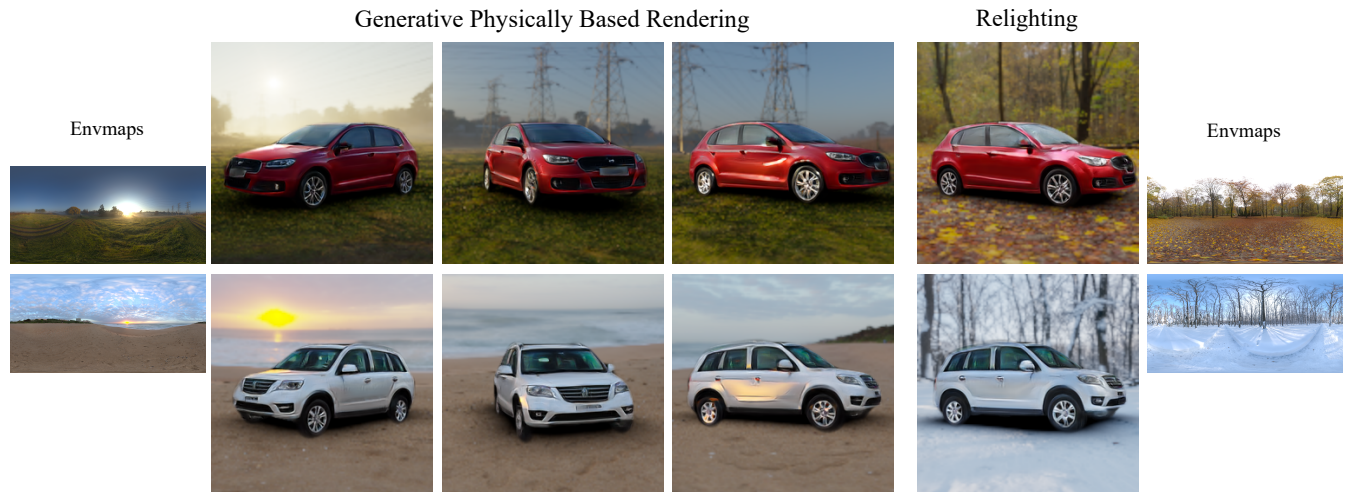 Generative Physically Based Rendering
Relighting
Envmaps
Envmaps